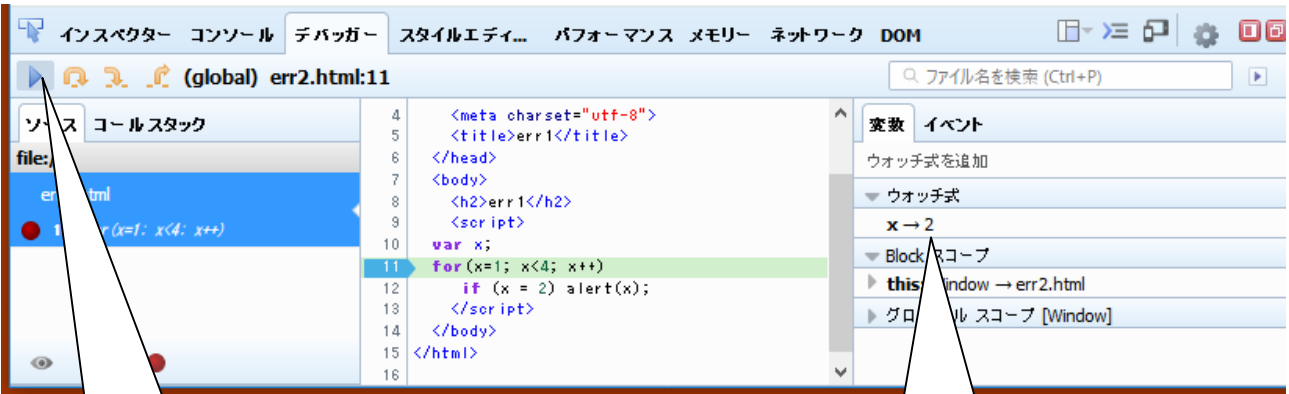 インスペクター コンソール デバッガー スタイルエディ... パフォーマンス メモリー ネットワーク DOM
(global) err2.html:11
ファイル名を検索 (Ctrl+P)
ソース コールスタック
file:/
(x=1; x<4; x++)
4 <meta charset="utf-8">
5 <title>err1</title>
6 </head>
7 <body>
8 <h2>err1</h2>
9 <script>
10 var x;
11 for(x=1; x<4; x++)
12 if (x = 2) alert(x);
13 </script>
14 </body>
15 </html>
16
変数 イベント
ウォッチ式を追加
ウォッチ式
x → 2
Block スコープ
→ err2.html
スコープ [Window]